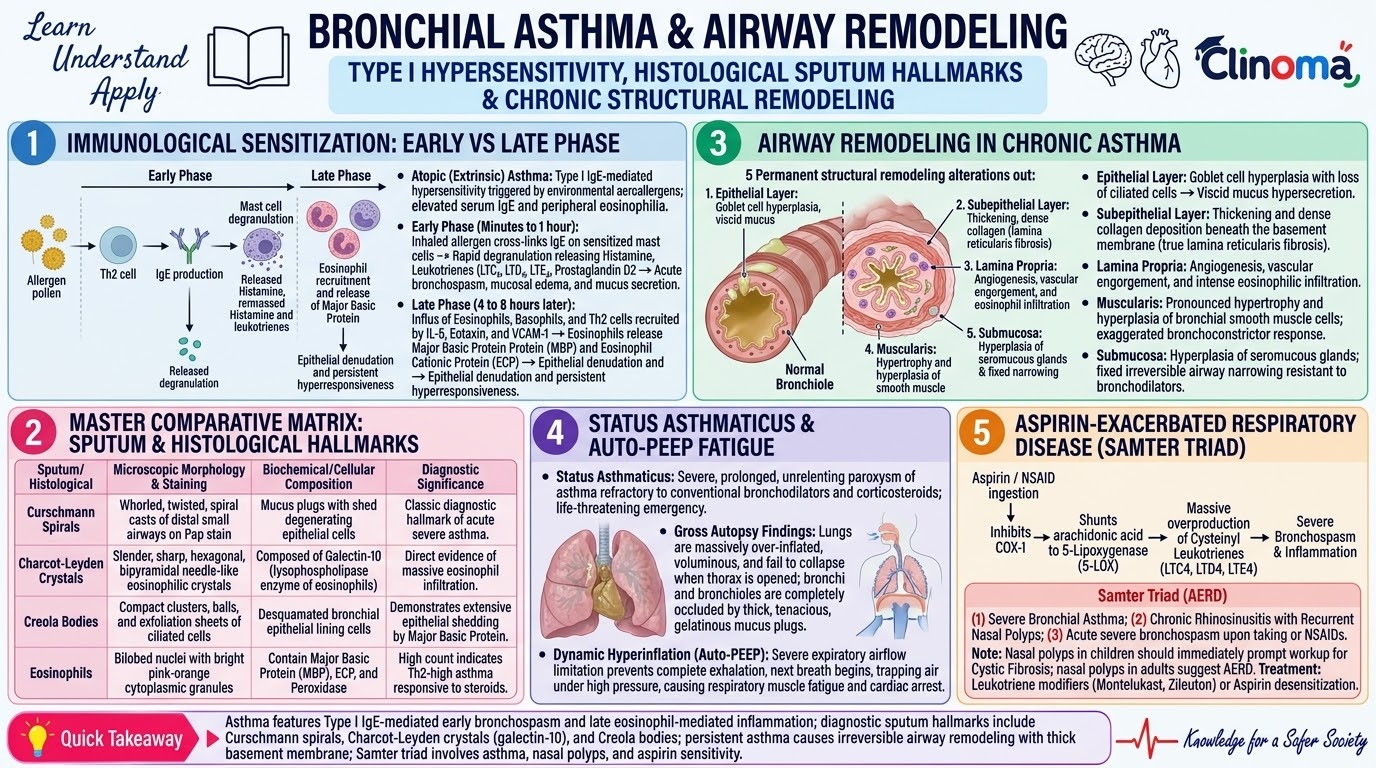 Learn
Understand
Apply
BRONCHIAL ASTHMA & AIRWAY REMODELING
TYPE I HYPERSENSITIVITY, HISTOLOGICAL SPUTUM HALLMARKS
& CHRONIC STRUCTURAL REMODELING
Clinoma
1 IMMUNOLOGICAL SENSITIZATION: EARLY VS LATE PHASE
Early Phase
Late Phase
Allergen
pollen
Th2 cell
IgE production
Mast cell
degranulation
Released
Histamine,
remassed
Histamine and
leukotrienes
Released
degranulation
Eosinophil
recruitment
and release
of Major Basic
Protein
Epithelial denudation
and persistent
hyperresponsiveness
• Atopic (Extrinsic) Asthma: Type I IgE-mediated
hypersensitivity triggered by environmental aeroallergens;
elevated serum IgE and peripheral eosinophilia.
• Early Phase (Minutes to 1 hour):
Inhaled allergen cross-links IgE on sensitized mast
cells → Rapid degranulation releasing Histamine,
Leukotrienes (LTC₄, LTD₄, LTE₄, Prostaglandin D2 → Acute
bronchospasm, mucosal edema, and mucus secretion.
• Late Phase (4 to 8 hours later):
Influx of Eosinophils, Basophils, and Th2 cells recruited
by IL-5, Eotaxin, and VCAM-1 → Eosinophils release
Major Basic Protein Protein (MBP) and Eosinophil
Cationic Protein (ECP) → Epithelial denudation and
→ Epithelial denudation and persistent
hyperresponsiveness.
3 AIRWAY REMODELING IN CHRONIC ASTHMA
5 Permanent structural remodeling alterations out:
1. Epithelial Layer:
Goblet cell hyperplasia,
viscid mucus
2. Subepithelial Layer:
Thickening, dense
collagen (lamina
reticularis fibrosis)
3. Lamina Propria:
Angiogenesis, vascular
engorgement, and
eosinophil infiltration
5. Submucosa:
Hyperplasia of
seromucous glands
& fixed narrowing
4. Muscularis:
Hypertrophy and
hyperplasia of
smooth muscle
Normal
Bronchiole
• Epithelial Layer: Goblet cell hyperplasia with loss
of ciliated cells → Viscid mucus hypersecretion.
• Subepithelial Layer: Thickening and dense
collagen deposition beneath the basement
membrane (true lamina reticularis fibrosis).
• Lamina Propria: Angiogenesis, vascular
engorgement, and intense eosinophilic infiltration.
• Muscularis: Pronounced hypertrophy and
hyperplasia of bronchial smooth muscle cells;
exaggerated bronchoconstrictor response.
• Submucosa: Hyperplasia of seromucous glands;
fixed irreversible airway narrowing resistant to
bronchodilators.
2 MASTER COMPARATIVE MATRIX:
SPUTUM & HISTOLOGICAL HALLMARKS
Sputum/
Histological
Microscopic Morphology
& Staining
Biochemical/Cellular
Composition
Diagnostic
Significance
Curschmann
Spirals
Whorled, twisted, spiral
casts of distal small
airways on Pap stain
Mucus plugs with shed
degenerating
epithelial cells
Classic diagnostic
hallmark of acute
severe asthma.
Charcot-Leyden
Crystals
Slender, sharp, hexagonal,
bipyramidal needle-like
eosinophilic crystals
Composed of Galectin-10
(lysophospholipase
enzyme of eosinophils)
Direct evidence of
massive eosinophil
infiltration.
Creola Bodies
Compact clusters, balls,
and exfoliation sheets of
ciliated cells
Desquamated bronchial
epithelial lining cells
Demonstrates extensive
epithelial shedding
by Major Basic Protein.
Eosinophils
Bilobed nuclei with bright
pink-orange
cytoplasmic granules
Contain Major Basic
Protein (MBP), ECP, and
Peroxidase
High count indicates
Th2-high asthma
responsive to steroids.
4 STATUS ASTHMATICUS &
AUTO-PEEP FATIGUE
• Status Asthmaticus: Severe, prolonged, unrelenting paroxysm of
asthma refractory to conventional bronchodilators and corticosteroids;
life-threatening emergency.
• Gross Autopsy Findings: Lungs
are massively over-inflated,
voluminous, and fail to collapse
when thorax is opened; bronchi
and bronchioles are completely
occluded by thick, tenacious,
gelatinous mucus plugs.
• Dynamic Hyperinflation (Auto-PEEP): Severe expiratory airflow
limitation prevents complete exhalation, next breath begins, trapping air
under high pressure, causing respiratory muscle fatigue and cardiac arrest.
5 ASPIRIN-EXACERBATED RESPIRATORY
DISEASE (SAMTER TRIAD)
Aspirin / NSAID
ingestion
Inhibits
COX-1
Shunts
arachidonic acid
to 5-Lipoxygenase
(5-LOX)
Massive
overproduction
of Cysteinyl
Leukotrienes
(LTC4, LTD4, LTE4)
Severe
Bronchospasm
& Inflammation
Samter Triad (AERD)
(1) Severe Bronchial Asthma; (2) Chronic Rhinosinusitis with Recurrent
Nasal Polyps; (3) Acute severe bronchospasm upon taking or NSAIDs.
Note: Nasal polyps in children should immediately prompt workup for
Cystic Fibrosis; nasal polyps in adults suggest AERD. Treatment:
Leukotriene modifiers (Montelukast, Zileuton) or Aspirin desensitization.
Quick Takeaway
Asthma features Type I IgE-mediated early bronchospasm and late eosinophil-mediated inflammation; diagnostic sputum hallmarks include
Curschmann spirals, Charcot-Leyden crystals (galectin-10), and Creola bodies; persistent asthma causes irreversible airway remodeling with thick
basement membrane; Samter triad involves asthma, nasal polyps, and aspirin sensitivity.
Knowledge for a Safer Society